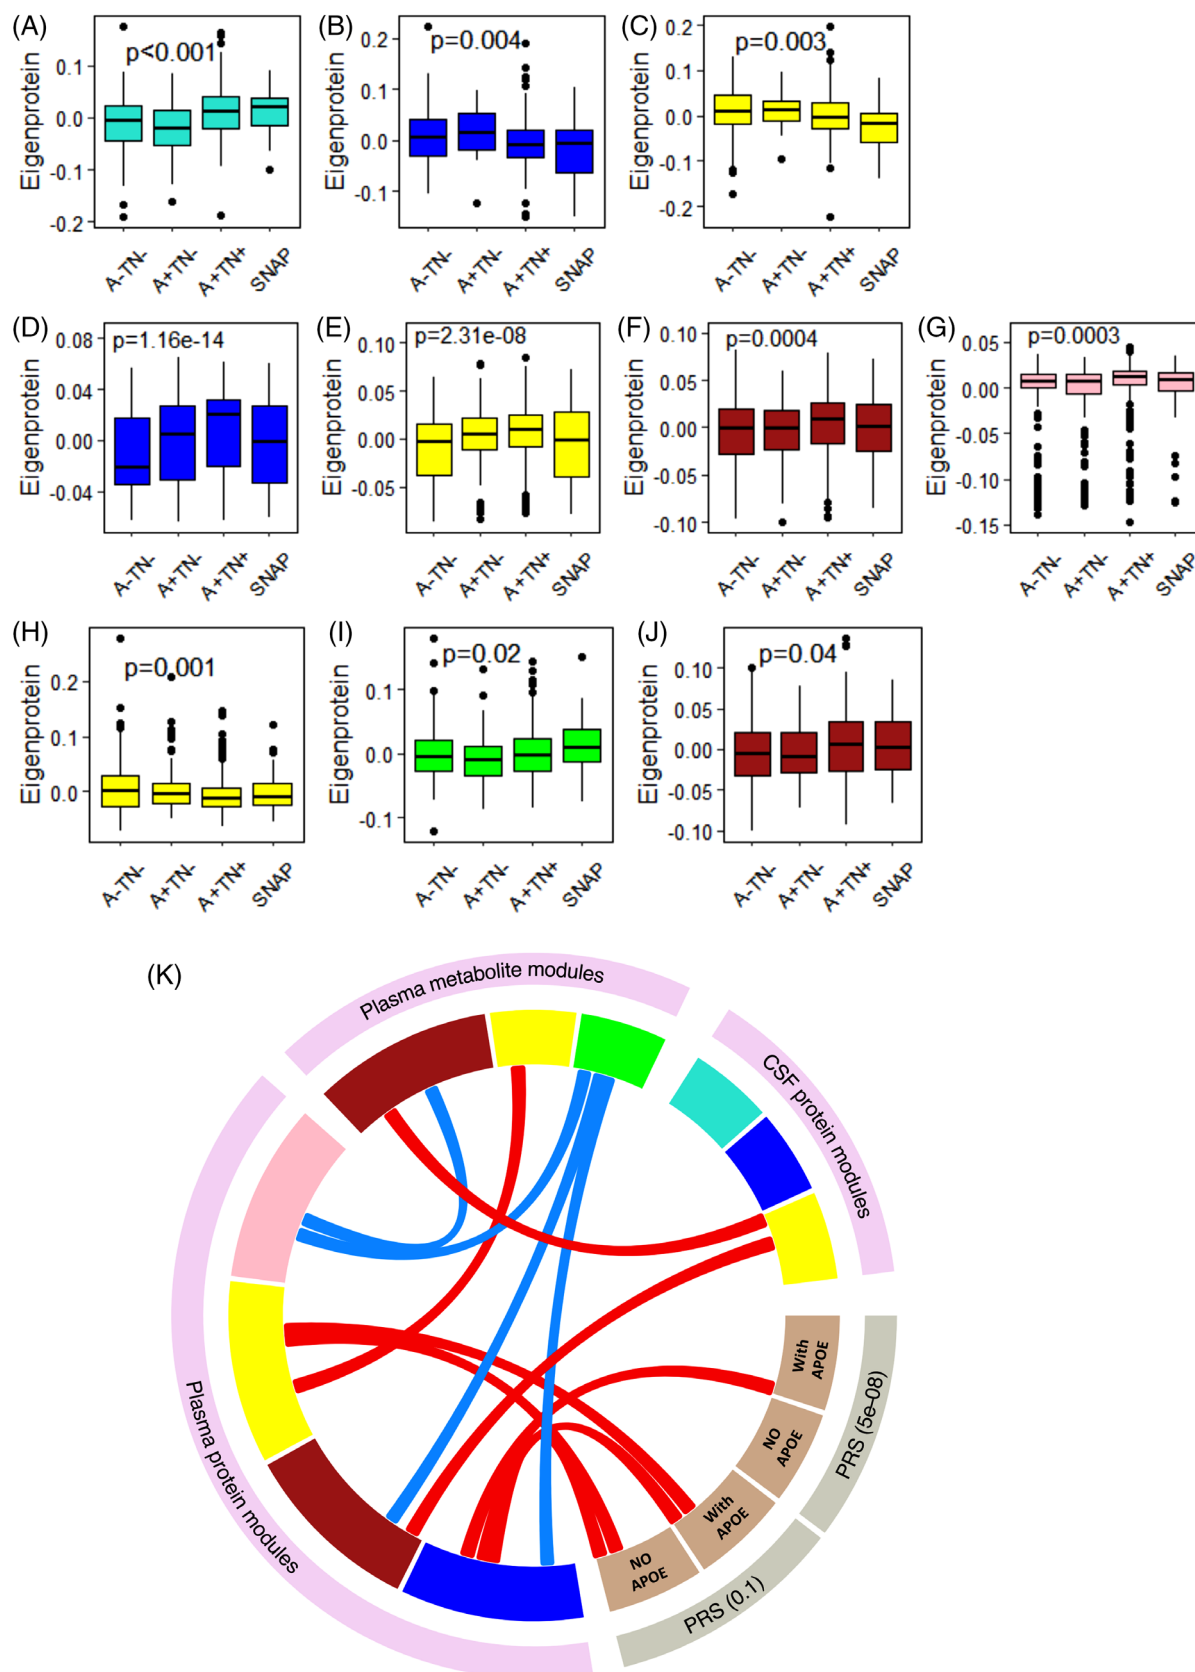 (A)
p<0.001
Eigenprotein
0.1
0.0
-0.1
-0.2
A-TN-
A+TN-
A+TN+
SNAP
(B)
p=0.004
Eigenprotein
0.2
0.1
0.0
-0.1
A-TN-
A+TN-
A+TN+
SNAP
(C)
p=0.003
Eigenprotein
0.2
0.1
0.0
-0.1
-0.2
A-TN-
A+TN-
A+TN+
SNAP
(D)
p=1.16e-14
Eigenprotein
0.08
0.04
0.00
-0.04
A-TN-
A+TN-
A+TN+
SNAP
(E)
p=2.31e-08
Eigenprotein
0.10
0.05
0.00
-0.05
A-TN-
A+TN-
A+TN+
SNAP
(F)
p=0.0004
Eigenprotein
0.10
0.05
0.00
-0.05
-0.10
A-TN-
A+TN-
A+TN+
SNAP
(G)
p=0.0003
Eigenprotein
0.05
0.00
-0.05
-0.10
-0.15
A-TN-
A+TN-
A+TN+
SNAP
(H)
p=0.001
Eigenprotein
0.2
0.1
0.0
A-TN-
A+TN-
A+TN+
SNAP
(I)
p=0.02
Eigenprotein
0.1
0.0
-0.1
A-TN-
A+TN-
A+TN+
SNAP
(J)
p=0.04
Eigenprotein
0.10
0.05
0.00
-0.05
-0.10
A-TN-
A+TN-
A+TN+
SNAP
(K)
Plasma metabolite modules
CSF protein modules
Plasma protein modules
With
APOE
NO
APOE
PRS (5e-08)
With
APOE
NO
APOE
PRS (0.1)